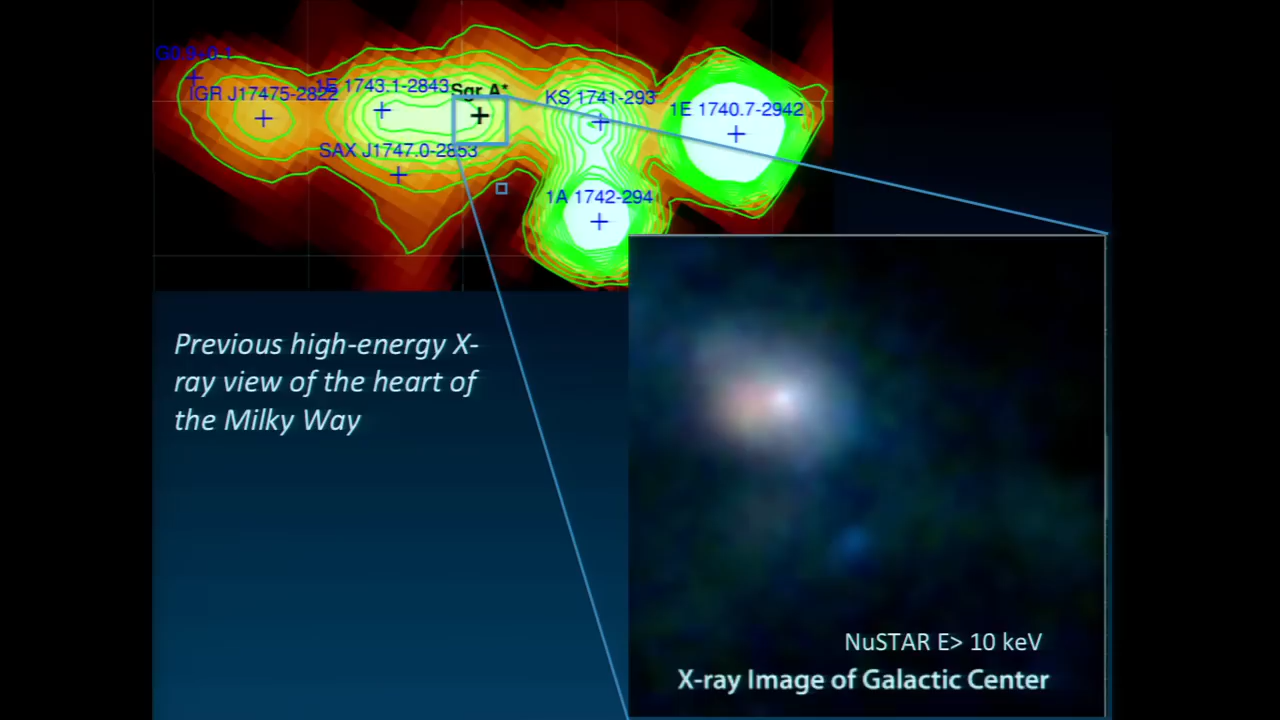 G0.9+0.1
IGR J17475-2822
1E 1743.1-2843
Sgr A*
KS 1741-293
1E 1740.7-2942
SAX J1747.0-2853
1A 1742-294
Previous high-energy X-
ray view of the heart of
the Milky Way
NuSTAR E> 10 keV
X-ray Image of Galactic Center